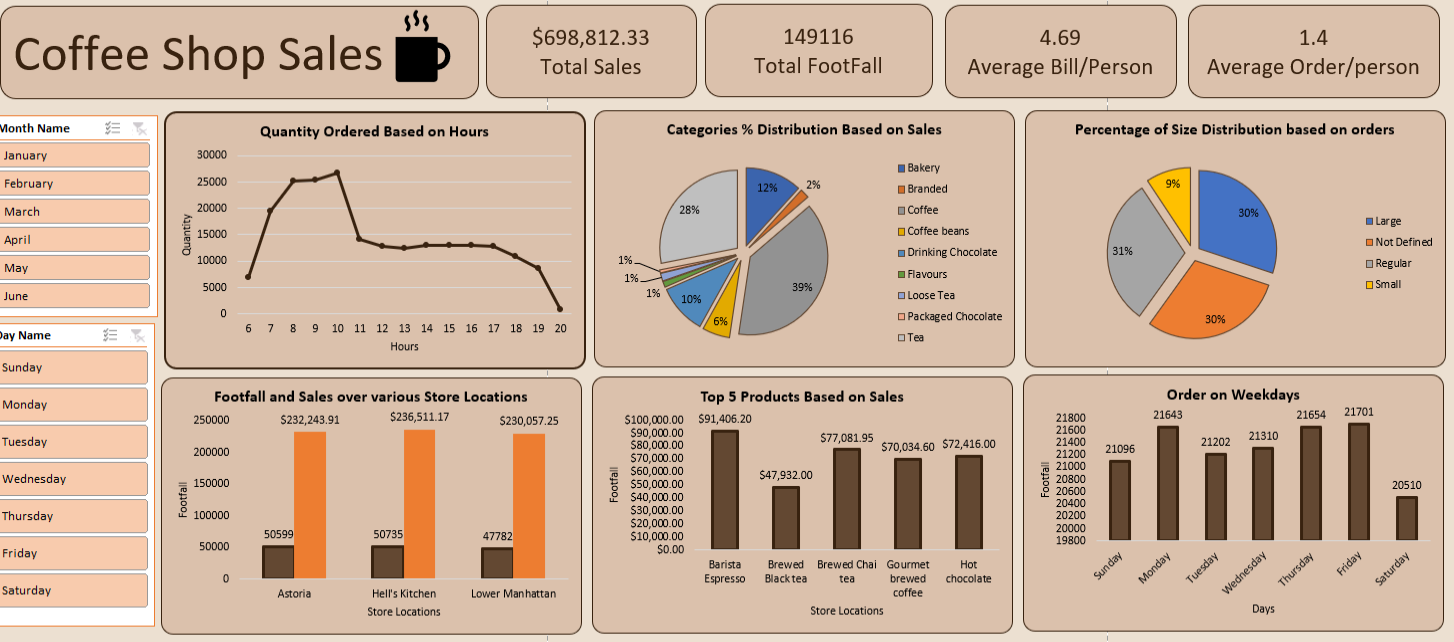 Coffee Shop Sales
$698,812.33
Total Sales
149116
Total FootFall
4.69
Average Bill/Person
1.4
Average Order/person
Month Name
January
February
March
April
May
June
Day Name
Sunday
Monday
Tuesday
Wednesday
Thursday
Friday
Saturday
Quantity Ordered Based on Hours
30000
25000
20000
15000
10000
5000
0
Quantity
6 7 8 9 10 11 12 13 14 15 16 17 18 19 20
Hours
Categories % Distribution Based on Sales
12%
2%
39%
6%
10%
1%
1%
1%
28%
Bakery
Branded
Coffee
Coffee beans
Drinking Chocolate
Flavours
Loose Tea
Packaged Chocolate
Tea
Percentage of Size Distribution based on orders
30%
30%
31%
9%
Large
Not Defined
Regular
Small
Footfall and Sales over various Store Locations
250000
200000
150000
100000
50000
0
Footfall
$232,243.91
$236,511.17
$230,057.25
50599
50735
47782
Astoria
Hell's Kitchen
Lower Manhattan
Store Locations
Top 5 Products Based on Sales
$100,000.00
$90,000.00
$80,000.00
$70,000.00
$60,000.00
$50,000.00
$40,000.00
$30,000.00
$20,000.00
$10,000.00
$0.00
Footfall
$91,406.20
$47,932.00
$77,081.95
$70,034.60
$72,416.00
Barista
Espresso
Brewed
Black tea
Brewed Chai
tea
Gourmet
brewed
coffee
Hot
chocolate
Store Locations
Order on Weekdays
21800
21600
21400
21200
21000
20800
20600
20400
20200
20000
19800
Footfall
21096
21643
21202
21310
21654
21701
20510
Sunday
Monday
Tuesday
Wednesday
Thursday
Friday
Saturday
Days